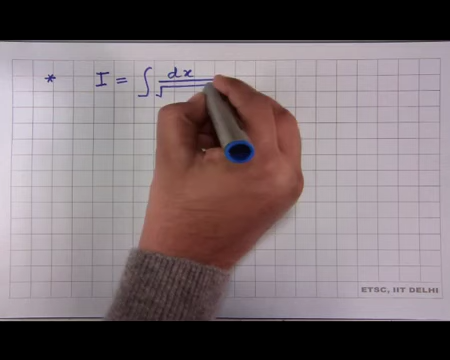 * I = ∫ dx / √
ETSC, IIT DELHI